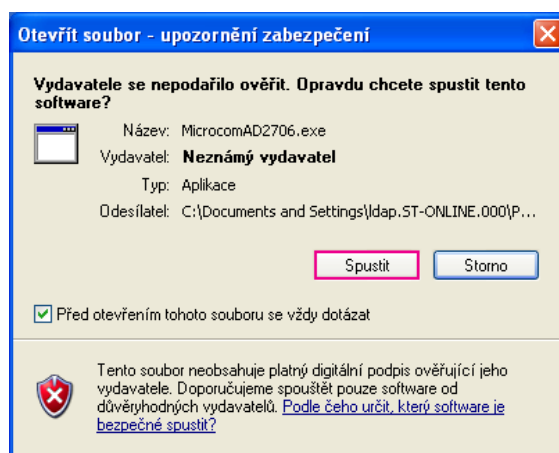 Otevřít soubor - upozornění zabezpečení
Vydavatele se nepodařilo ověřit. Opravdu chcete spustit tento
software?
Název: MicrocomAD2706.exe
Vydavatel: Neznámý vydavatel
Typ: Aplikace
Odesílatel: C:\Documents and Settings\ldap.ST-ONLINE.000\P...
Spustit Storno
Před otevřením tohoto souboru se vždy dotázat
Tento soubor neobsahuje platný digitální podpis ověřující jeho
vydavatele. Doporučujeme spouštět pouze software od
důvěryhodných vydavatelů. Podle čeho určit, který software je
bezpečné spustit?